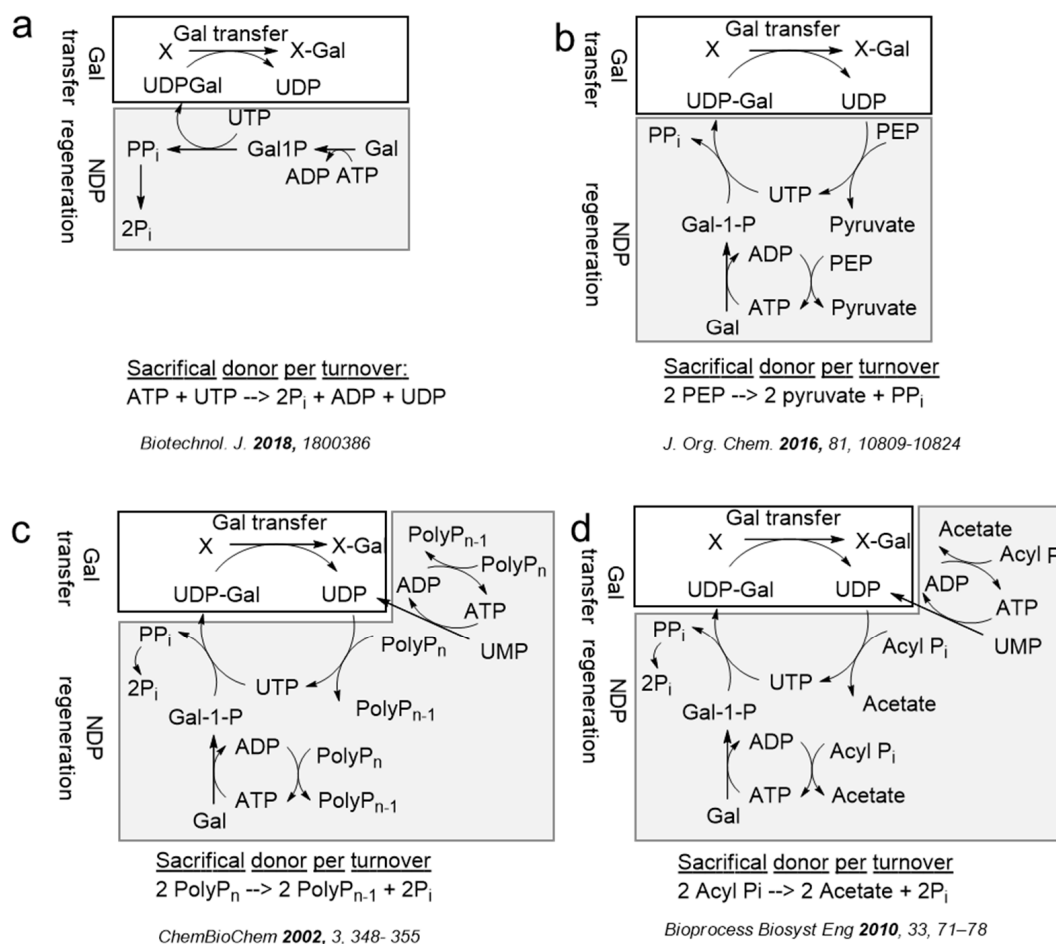 a
Gal transfer
NDP regeneration
Gal transfer
X
X-Gal
UDPGal
UDP
UTP
PPi
Gal1P
Gal
ADP
ATP
2Pi
Sacrifical donor per turnover:
ATP + UTP --> 2Pi + ADP + UDP
Biotechnol. J. 2018, 1800386
b
Gal transfer
NDP regeneration
Gal transfer
X
X-Gal
UDP-Gal
UDP
PPi
PEP
UTP
Gal-1-P
Pyruvate
ADP
PEP
ATP
Pyruvate
Gal
Sacrifical donor per turnover
2 PEP --> 2 pyruvate + PPi
J. Org. Chem. 2016, 81, 10809-10824
c
Gal transfer
NDP regeneration
Gal transfer
X
X-Gal
UDP-Gal
UDP
PolyPn-1
PolyPn
ADP
ATP
UMP
PPi
PolyPn
2Pi
UTP
Gal-1-P
PolyPn-1
ADP
PolyPn
ATP
PolyPn-1
Gal
Sacrifical donor per turnover
2 PolyPn --> 2 PolyPn-1 + 2Pi
ChemBioChem 2002, 3, 348- 355
d
Gal transfer
NDP regeneration
Gal transfer
X
X-Gal
UDP-Gal
UDP
Acetate
Acyl P
ADP
ATP
UMP
PPi
Acyl Pi
2Pi
UTP
Gal-1-P
Acetate
ADP
Acyl Pi
ATP
Acetate
Gal
Sacrifical donor per turnover
2 Acyl Pi --> 2 Acetate + 2Pi
Bioprocess Biosyst Eng 2010, 33, 71–78